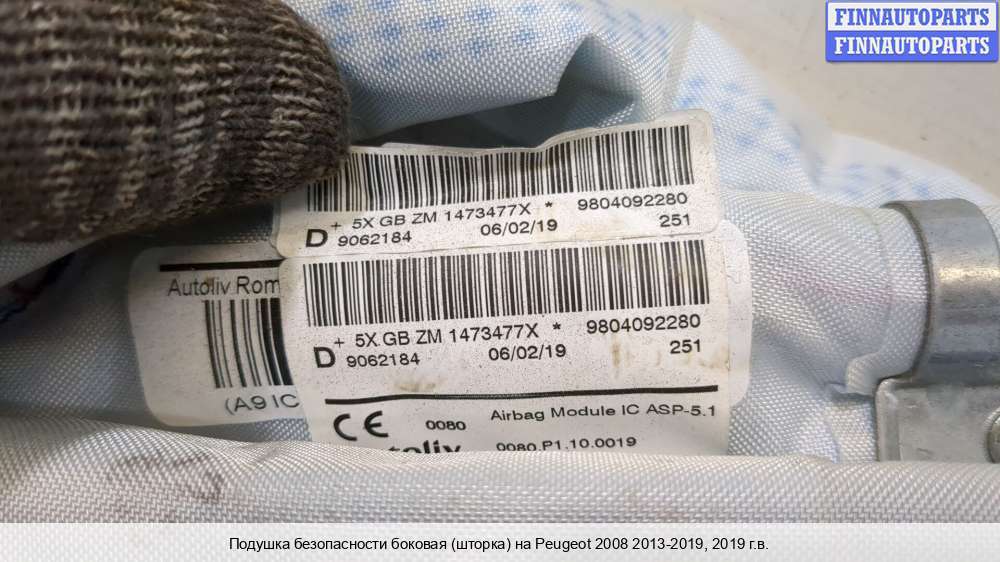 FINNAUTOPARTS
FINNAUTOPARTS
+ 5X GB ZM 1473477X * 9804092280
D 9062184 06/02/19 251
Autoliv Rom
+ 5X GB ZM 1473477X * 9804092280
D 9062184 06/02/19 251
(A9 IC
CE 0080 Airbag Module IC ASP-5.1
0080.P1.10.0019
Подушка безопасности боковая (шторка) на Peugeot 2008 2013-2019, 2019 г.в.